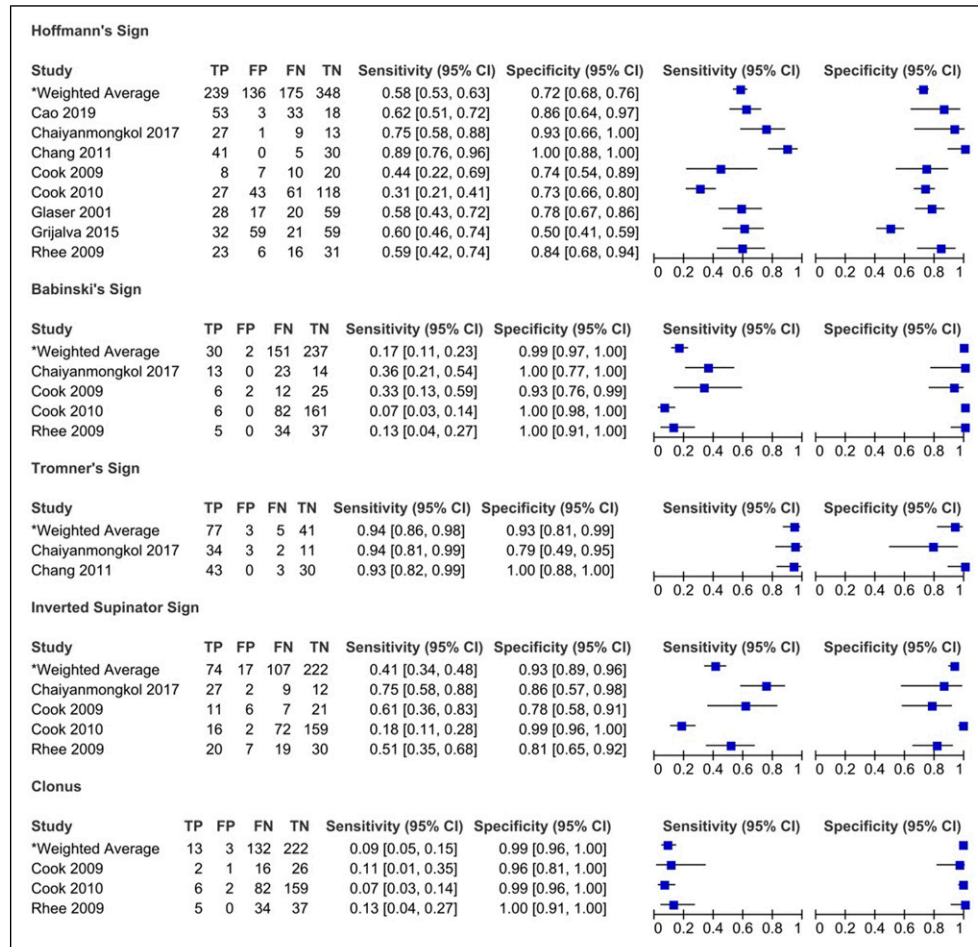 Hoffmann's Sign
Study TP FP FN TN Sensitivity (95% CI) Specificity (95% CI) Sensitivity (95% CI) Specificity (95% CI)
*Weighted Average 239 136 175 348 0.58 [0.53, 0.63] 0.72 [0.68, 0.76]
Cao 2019 53 3 33 18 0.62 [0.51, 0.72] 0.86 [0.64, 0.97]
Chaiyanmongkol 2017 27 1 9 13 0.75 [0.58, 0.88] 0.93 [0.66, 1.00]
Chang 2011 41 0 5 30 0.89 [0.76, 0.96] 1.00 [0.88, 1.00]
Cook 2009 8 7 10 20 0.44 [0.22, 0.69] 0.74 [0.54, 0.89]
Cook 2010 27 43 61 118 0.31 [0.21, 0.41] 0.73 [0.66, 0.80]
Glaser 2001 28 17 20 59 0.58 [0.43, 0.72] 0.78 [0.67, 0.86]
Grijalva 2015 32 59 21 59 0.60 [0.46, 0.74] 0.50 [0.41, 0.59]
Rhee 2009 23 6 16 31 0.59 [0.42, 0.74] 0.84 [0.68, 0.94]
0 0.2 0.4 0.6 0.8 1 0 0.2 0.4 0.6 0.8 1
Babinski's Sign
Study TP FP FN TN Sensitivity (95% CI) Specificity (95% CI) Sensitivity (95% CI) Specificity (95% CI)
*Weighted Average 30 2 151 237 0.17 [0.11, 0.23] 0.99 [0.97, 1.00]
Chaiyanmongkol 2017 13 0 23 14 0.36 [0.21, 0.54] 1.00 [0.77, 1.00]
Cook 2009 6 2 12 25 0.33 [0.13, 0.59] 0.93 [0.76, 0.99]
Cook 2010 6 0 82 161 0.07 [0.03, 0.14] 1.00 [0.98, 1.00]
Rhee 2009 5 0 34 37 0.13 [0.04, 0.27] 1.00 [0.91, 1.00]
0 0.2 0.4 0.6 0.8 1 0 0.2 0.4 0.6 0.8 1
Tromner's Sign
Study TP FP FN TN Sensitivity (95% CI) Specificity (95% CI) Sensitivity (95% CI) Specificity (95% CI)
*Weighted Average 77 3 5 41 0.94 [0.86, 0.98] 0.93 [0.81, 0.99]
Chaiyanmongkol 2017 34 3 2 11 0.94 [0.81, 0.99] 0.79 [0.49, 0.95]
Chang 2011 43 0 3 30 0.93 [0.82, 0.99] 1.00 [0.88, 1.00]
0 0.2 0.4 0.6 0.8 1 0 0.2 0.4 0.6 0.8 1
Inverted Supinator Sign
Study TP FP FN TN Sensitivity (95% CI) Specificity (95% CI) Sensitivity (95% CI) Specificity (95% CI)
*Weighted Average 74 17 107 222 0.41 [0.34, 0.48] 0.93 [0.89, 0.96]
Chaiyanmongkol 2017 27 2 9 12 0.75 [0.58, 0.88] 0.86 [0.57, 0.98]
Cook 2009 11 6 7 21 0.61 [0.36, 0.83] 0.78 [0.58, 0.91]
Cook 2010 16 2 72 159 0.18 [0.11, 0.28] 0.99 [0.96, 1.00]
Rhee 2009 20 7 19 30 0.51 [0.35, 0.68] 0.81 [0.65, 0.92]
0 0.2 0.4 0.6 0.8 1 0 0.2 0.4 0.6 0.8 1
Clonus
Study TP FP FN TN Sensitivity (95% CI) Specificity (95% CI) Sensitivity (95% CI) Specificity (95% CI)
*Weighted Average 13 3 132 222 0.09 [0.05, 0.15] 0.99 [0.96, 1.00]
Cook 2009 2 1 16 26 0.11 [0.01, 0.35] 0.96 [0.81, 1.00]
Cook 2010 6 2 82 159 0.07 [0.03, 0.14] 0.99 [0.96, 1.00]
Rhee 2009 5 0 34 37 0.13 [0.04, 0.27] 1.00 [0.91, 1.00]
0 0.2 0.4 0.6 0.8 1 0 0.2 0.4 0.6 0.8 1